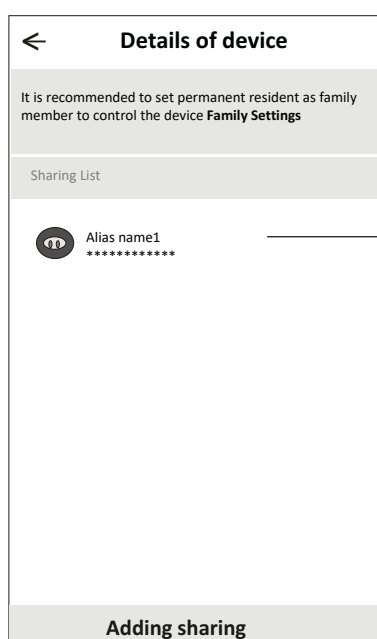 Details of device
It is recommended to set permanent resident as family
member to control the device Family Settings
Sharing List
Alias name1
************
Adding sharing